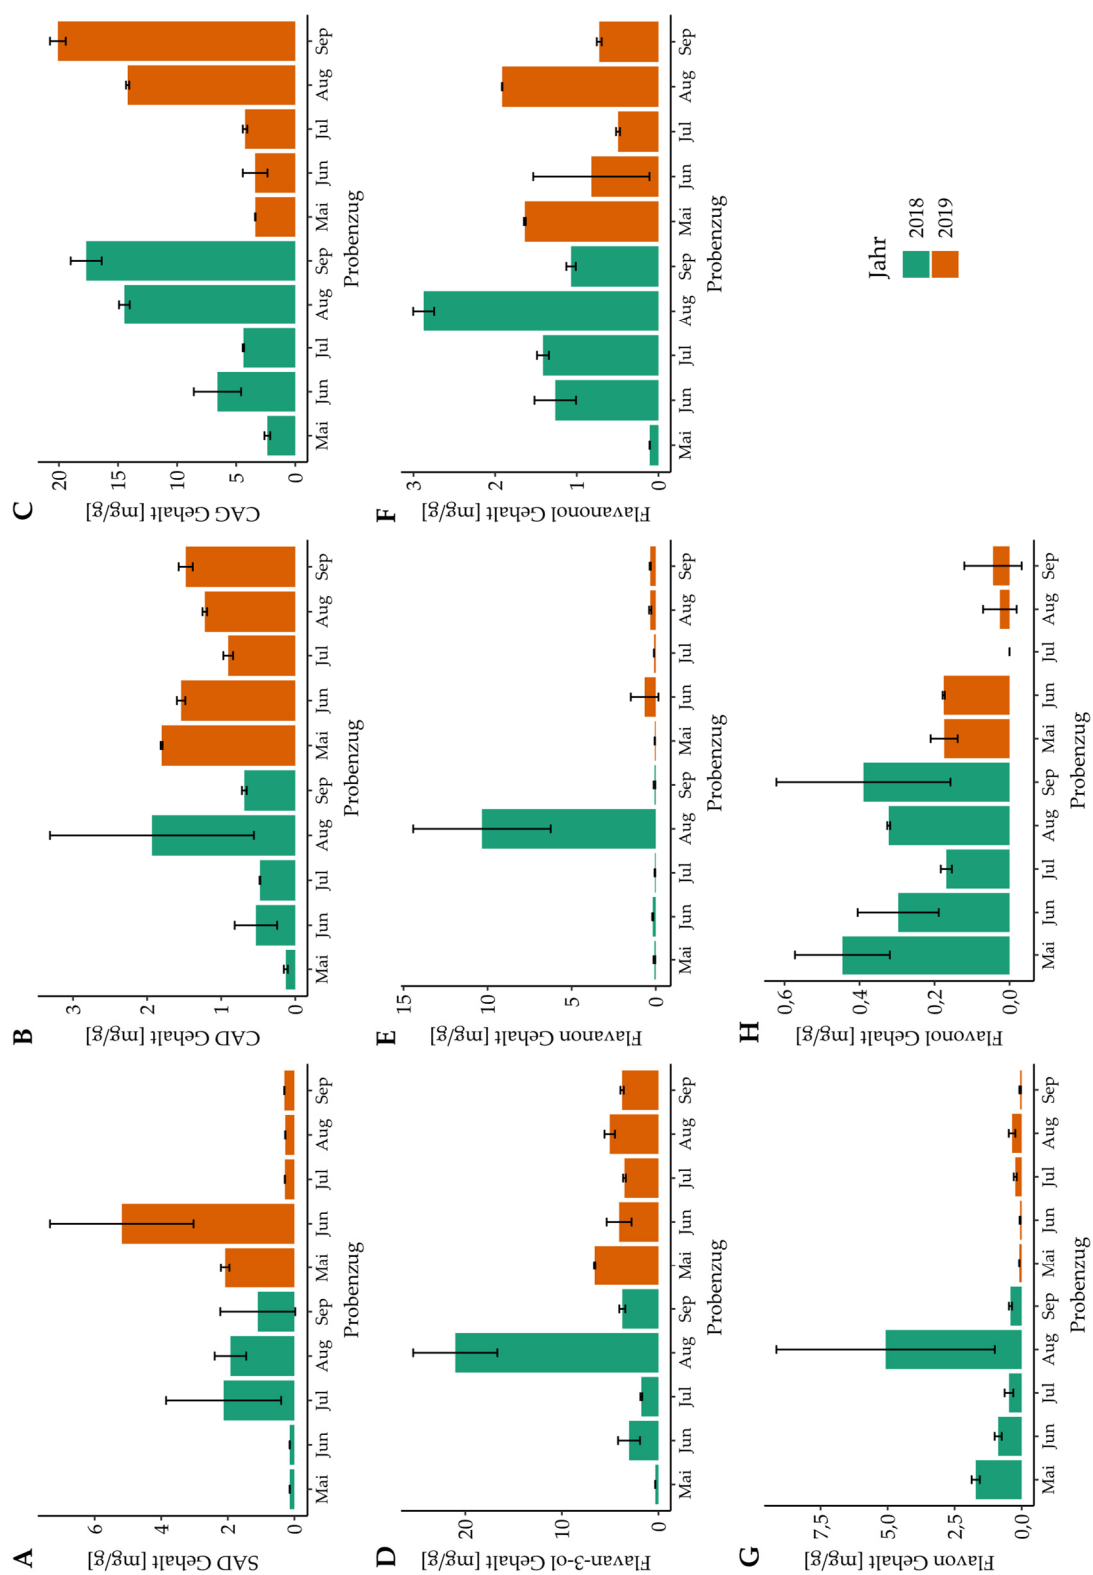 A
SAD Gehalt [mg/g]
6
4
2
0
Mai Jun Jul Aug Sep Mai Jun Jul Aug Sep
Probenzug
B
CAD Gehalt [mg/g]
3
2
1
0
Mai Jun Jul Aug Sep Mai Jun Jul Aug Sep
Probenzug
C
CAG Gehalt [mg/g]
20
15
10
5
0
Mai Jun Jul Aug Sep Mai Jun Jul Aug Sep
Probenzug
D
Flavan-3-ol Gehalt [mg/g]
20
10
0
Mai Jun Jul Aug Sep Mai Jun Jul Aug Sep
Probenzug
E
Flavanon Gehalt [mg/g]
15
10
5
0
Mai Jun Jul Aug Sep Mai Jun Jul Aug Sep
Probenzug
F
Flavanonol Gehalt [mg/g]
3
2
1
0
Mai Jun Jul Aug Sep Mai Jun Jul Aug Sep
Probenzug
G
Flavon Gehalt [mg/g]
7,5
5,0
2,5
0,0
Mai Jun Jul Aug Sep Mai Jun Jul Aug Sep
Probenzug
H
Flavonol Gehalt [mg/g]
0,6
0,4
0,2
0,0
Mai Jun Jul Aug Sep Mai Jun Jul Aug Sep
Probenzug
Jahr
2018
2019